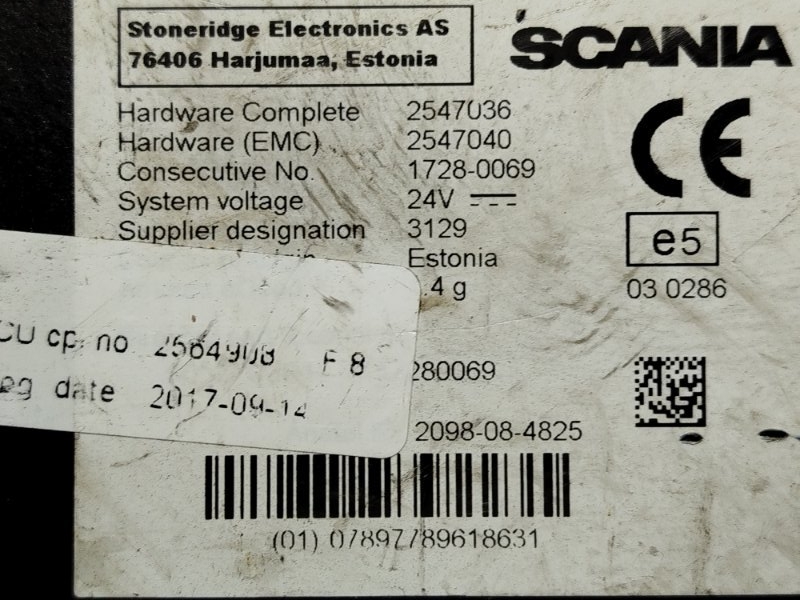 Stoneridge Electronics AS
76406 Harjumaa, Estonia
SCANIA
Hardware Complete 2547036
Hardware (EMC) 2547040
Consecutive No. 1728-0069
System voltage 24V
Supplier designation 3129
Estonia
.4 g
CE
e5
03 0286
CU cp. no 2564908 F 8
eg date 2017-09-14
280069
2098-08-4825
(01) 07897789618631